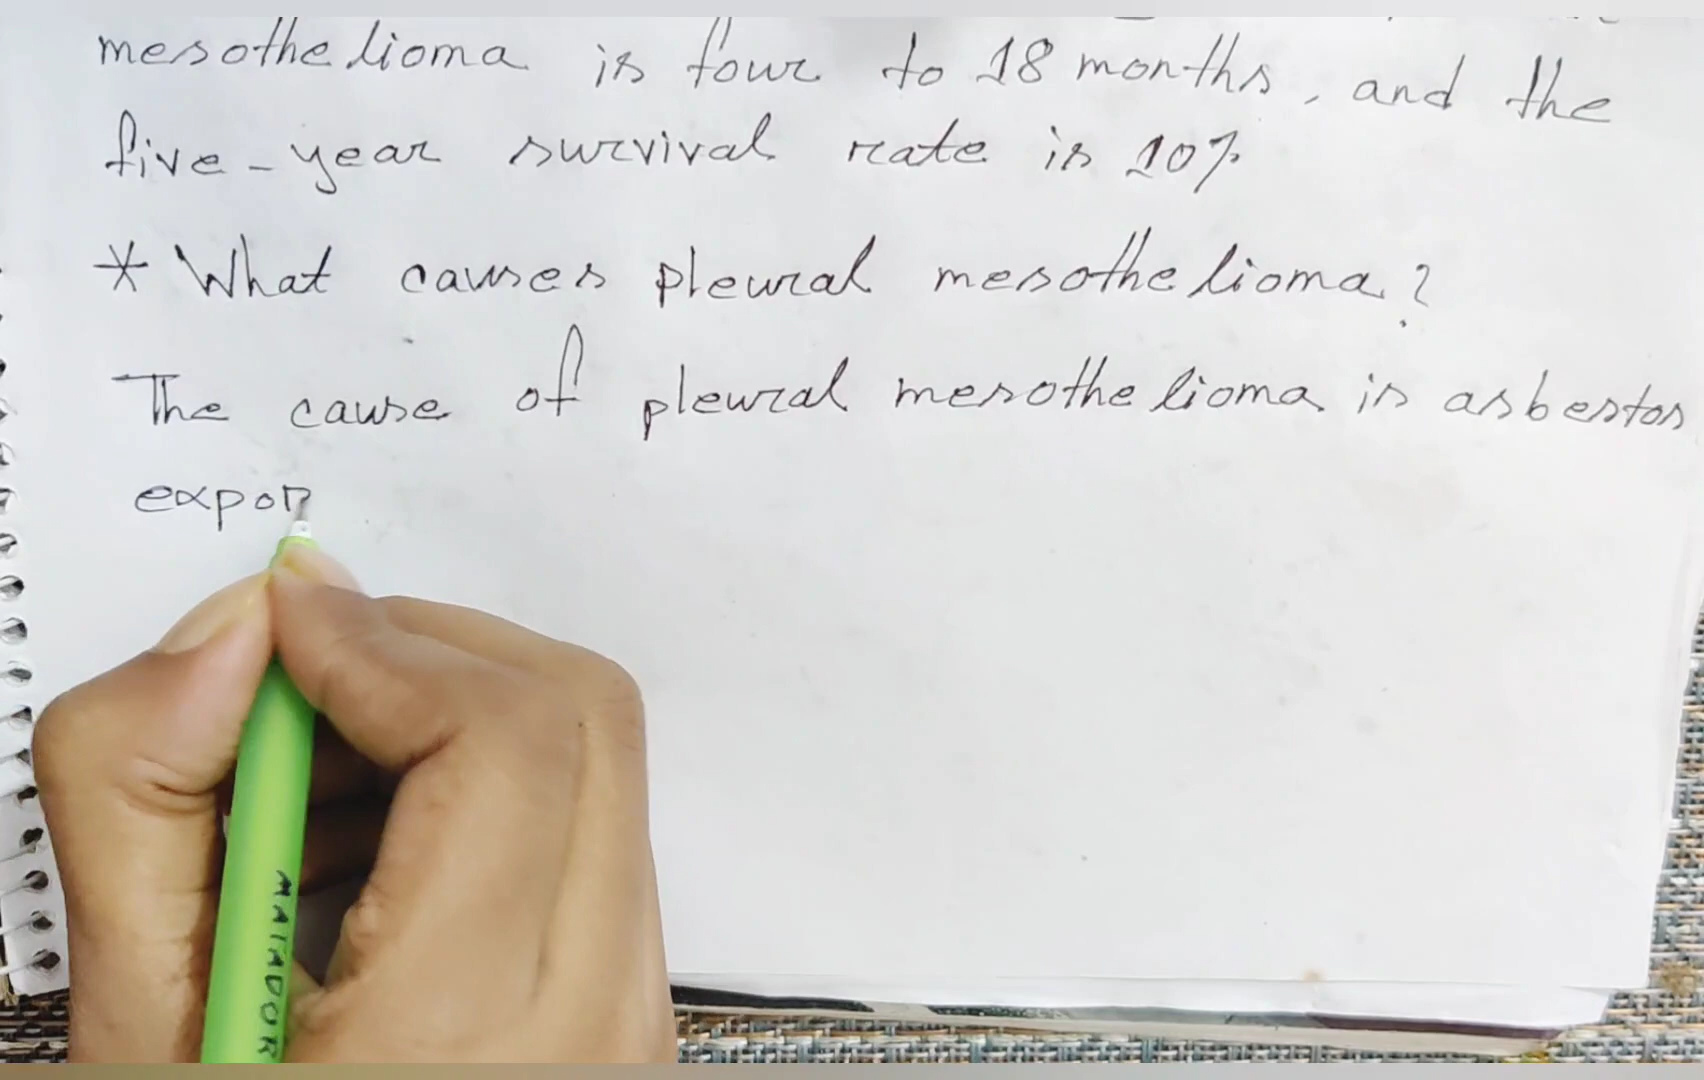 mesothelioma is four to 18 months, and the
five-year survival rate is 10%
* What causes pleural mesothelioma?
The cause of pleural mesothelioma is asbestos
expos
MATADOR